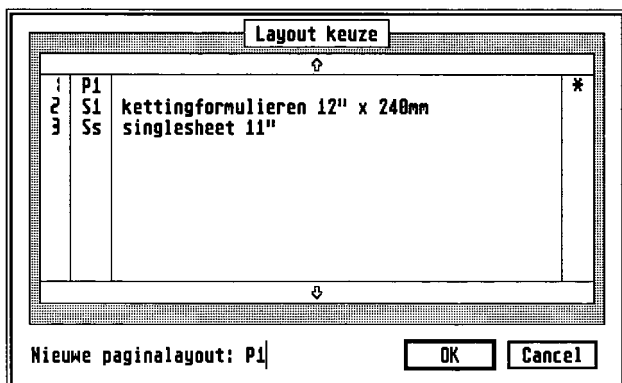 Layout keuze
1 P1 *
2 S1 kettingformulieren 12" x 240mm
3 Ss singlesheet 11"
Nieuwe paginalayout: P1
OK Cancel